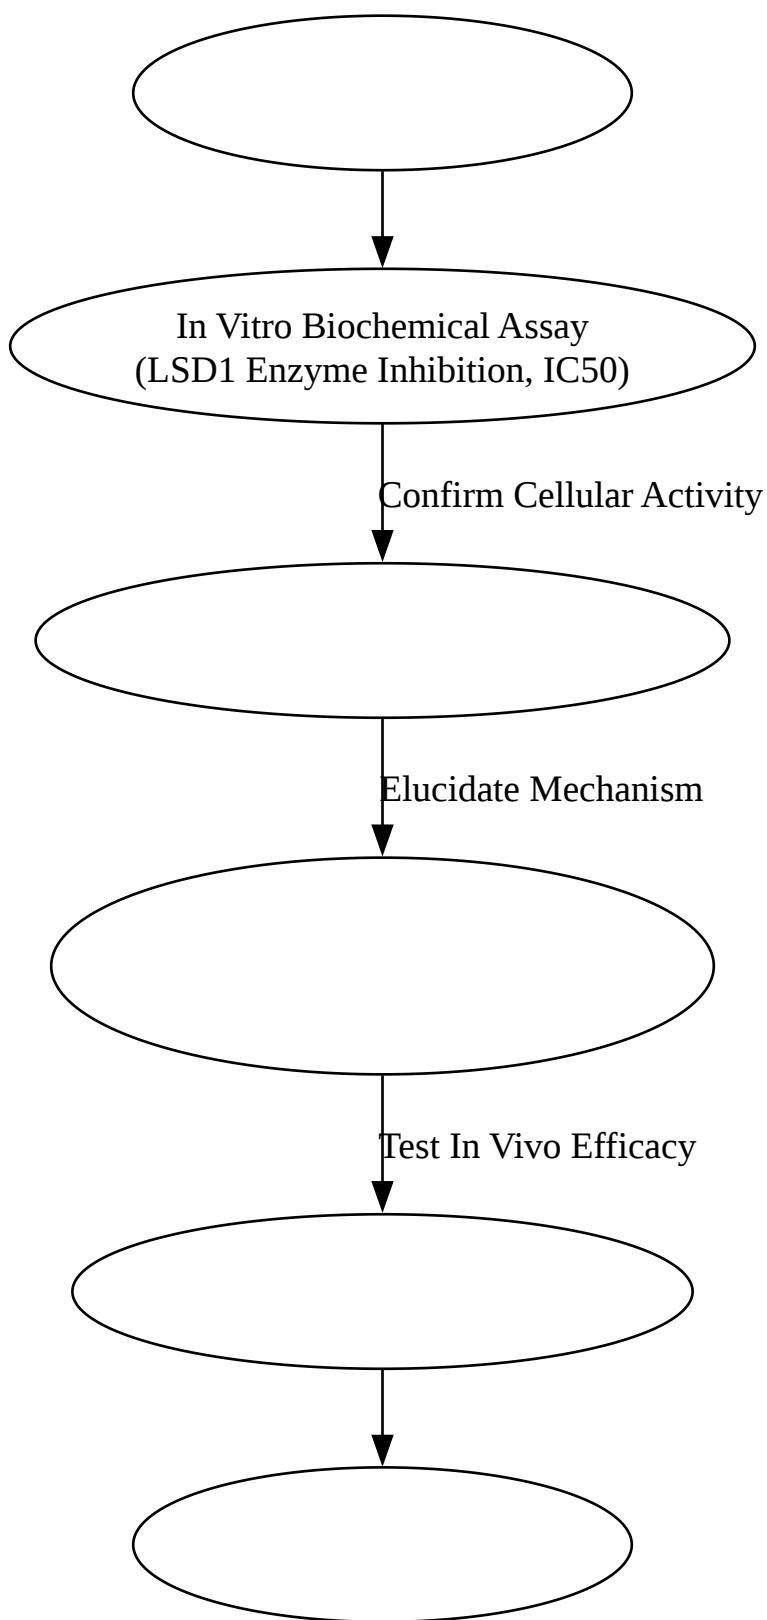 In Vitro Biochemical Assay
(LSD1 Enzyme Inhibition, IC50)
Confirm Cellular Activity
Elucidate Mechanism
Test In Vivo Efficacy